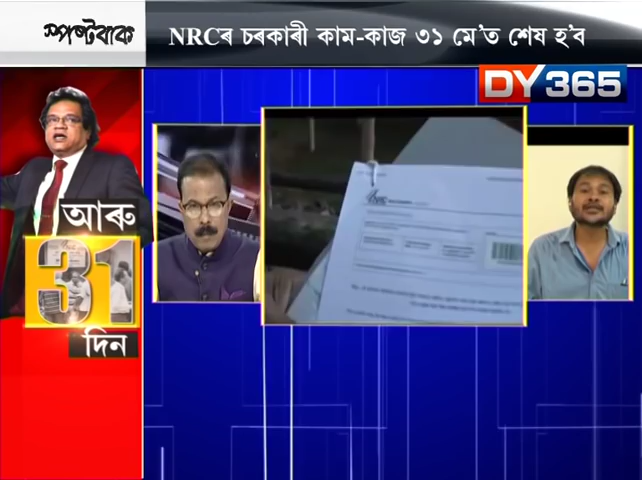 স্পষ্টবাক
NRCৰ চৰকাৰী কাম-কাজ ৩১ মে'ত শেষ হ'ব
DY365
আৰু
31
দিন